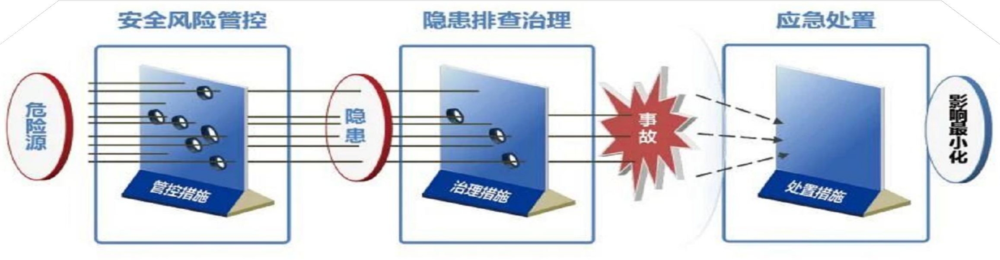 安全风险管控
隐患排查治理
应急处置
危险源
管控措施
隐患
治理措施
事故
处置措施
影响最小化